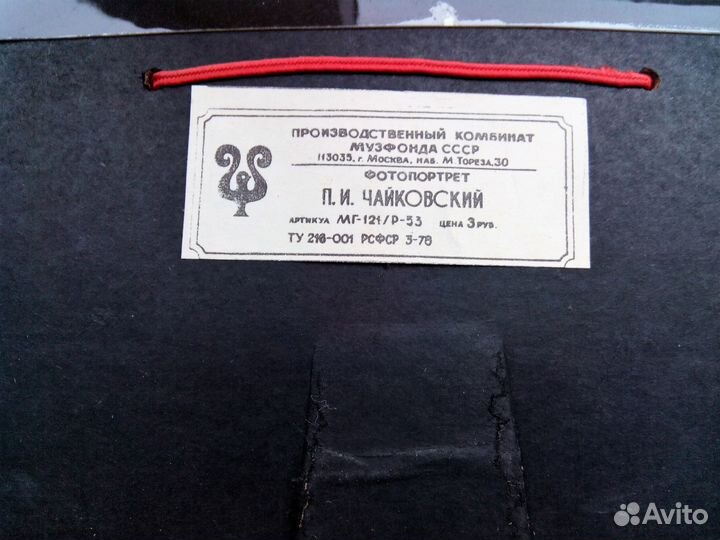 ПРОИЗВОДСТВЕННЫЙ КОМБИНАТ
МУЗФОНДА СССР
113035, г. МОСКВА, НАБ. М. ТОРЕЗА, 30
ФОТОПОРТРЕТ
П.И. ЧАЙКОВСКИЙ
АРТИКУЛ МГ-121/Р-53 ЦЕНА 3 РУБ.
ТУ 216-001 РСФСР 3-78
Avito